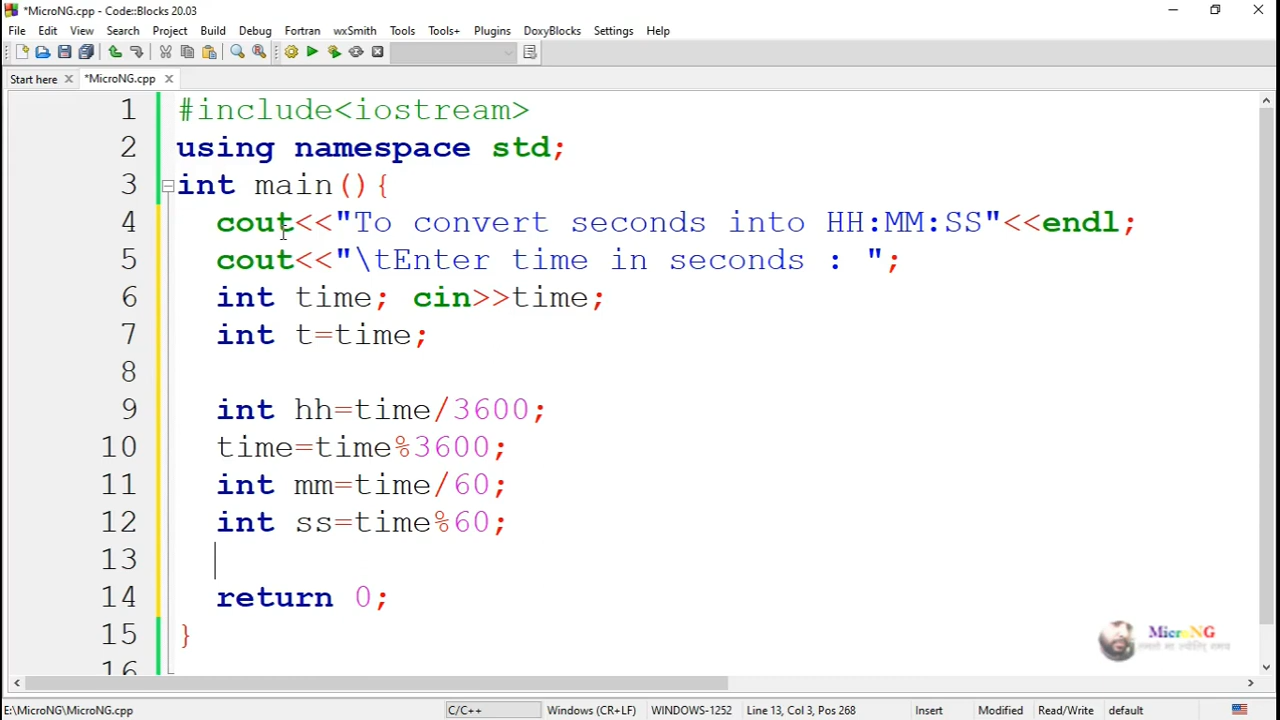 *MicroNG.cpp - Code::Blocks 20.03
File Edit View Search Project Build Debug Fortran wxSmith Tools Tools+ Plugins DoxyBlocks Settings Help
Start here *MicroNG.cpp
1 #include<iostream>
2 using namespace std;
3 int main(){
4 cout<<"To convert seconds into HH:MM:SS"<<endl;
5 cout<<"\tEnter time in seconds : ";
6 int time; cin>>time;
7 int t=time;
8
9 int hh=time/3600;
10 time=time%3600;
11 int mm=time/60;
12 int ss=time%60;
13
14 return 0;
15 }
16
MicroNG
तमसो मा ज्योतिर् गमय
E:\MicroNG\MicroNG.cpp C/C++ Windows (CR+LF) WINDOWS-1252 Line 13, Col 3, Pos 268 Insert Modified Read/Write default